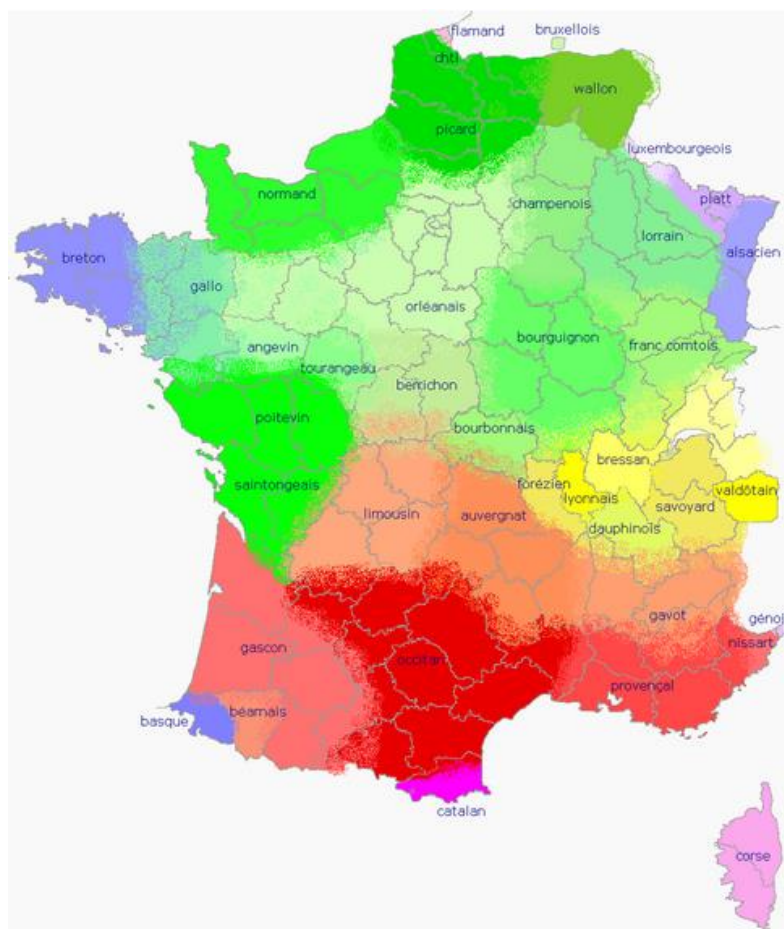 flamand
bruxellois
chti
wallon
picard
luxembourgeois
normand
champenois
platt
lorrain
breton
gallo
alsacien
orléanais
bourguignon
angevin
franc comtois
tourangeau
berrichon
poitevin
bourbonnais
bressan
saintongeais
forézien
lyonnais
valdôtain
limousin
auvergnat
savoyard
dauphinois
génoi
gavot
nissart
gascon
occitan
provençal
basque
béarnais
catalan
corse